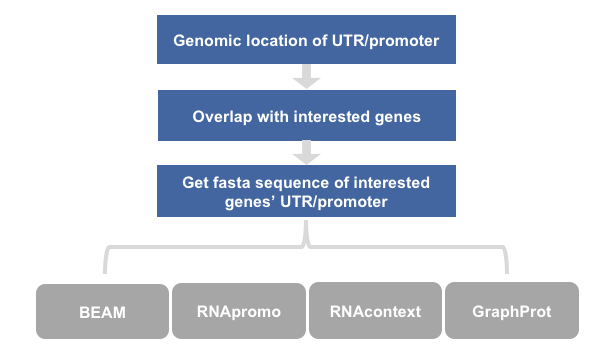 Genomic location of UTR/promoter
Overlap with interested genes
Get fasta sequence of interested
genes’ UTR/promoter
BEAM
RNApromo
RNAcontext
GraphProt